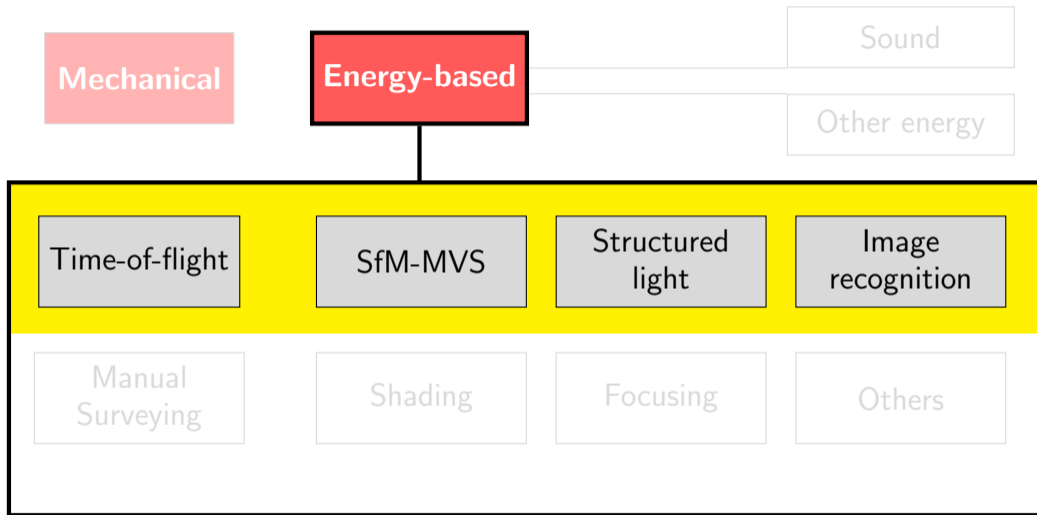 Mechanical
Energy-based
Sound
Other energy
Time-of-flight
SfM-MVS
Structured
light
Image
recognition
Manual
Surveying
Shading
Focusing
Others